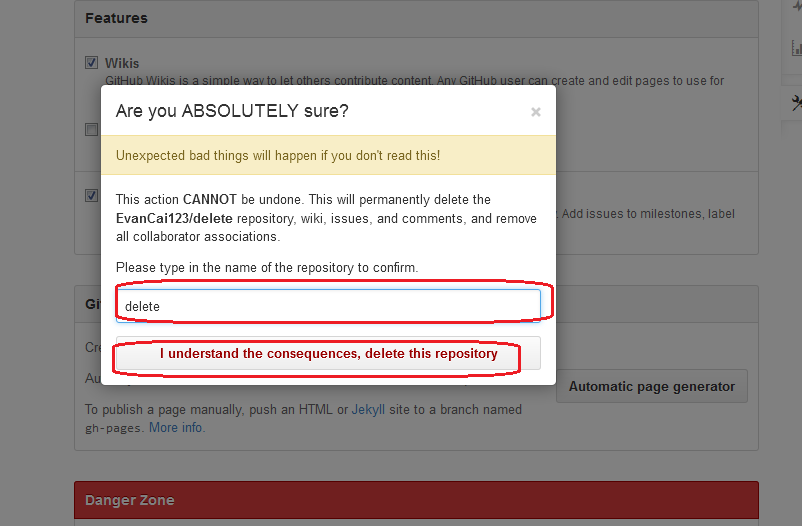 Features
Wikis
GitHub Wikis is a simple way to let others contribute content. Any GitHub user can create and edit pages to use for
Are you ABSOLUTELY sure?
×
Unexpected bad things will happen if you don't read this!
This action CANNOT be undone. This will permanently delete the
EvanCai123/delete repository, wiki, issues, and comments, and remove
all collaborator associations.
. Add issues to milestones, label
Please type in the name of the repository to confirm.
delete
I understand the consequences, delete this repository
Automatic page generator
To publish a page manually, push an HTML or Jekyll site to a branch named
gh-pages. More info.
Danger Zone